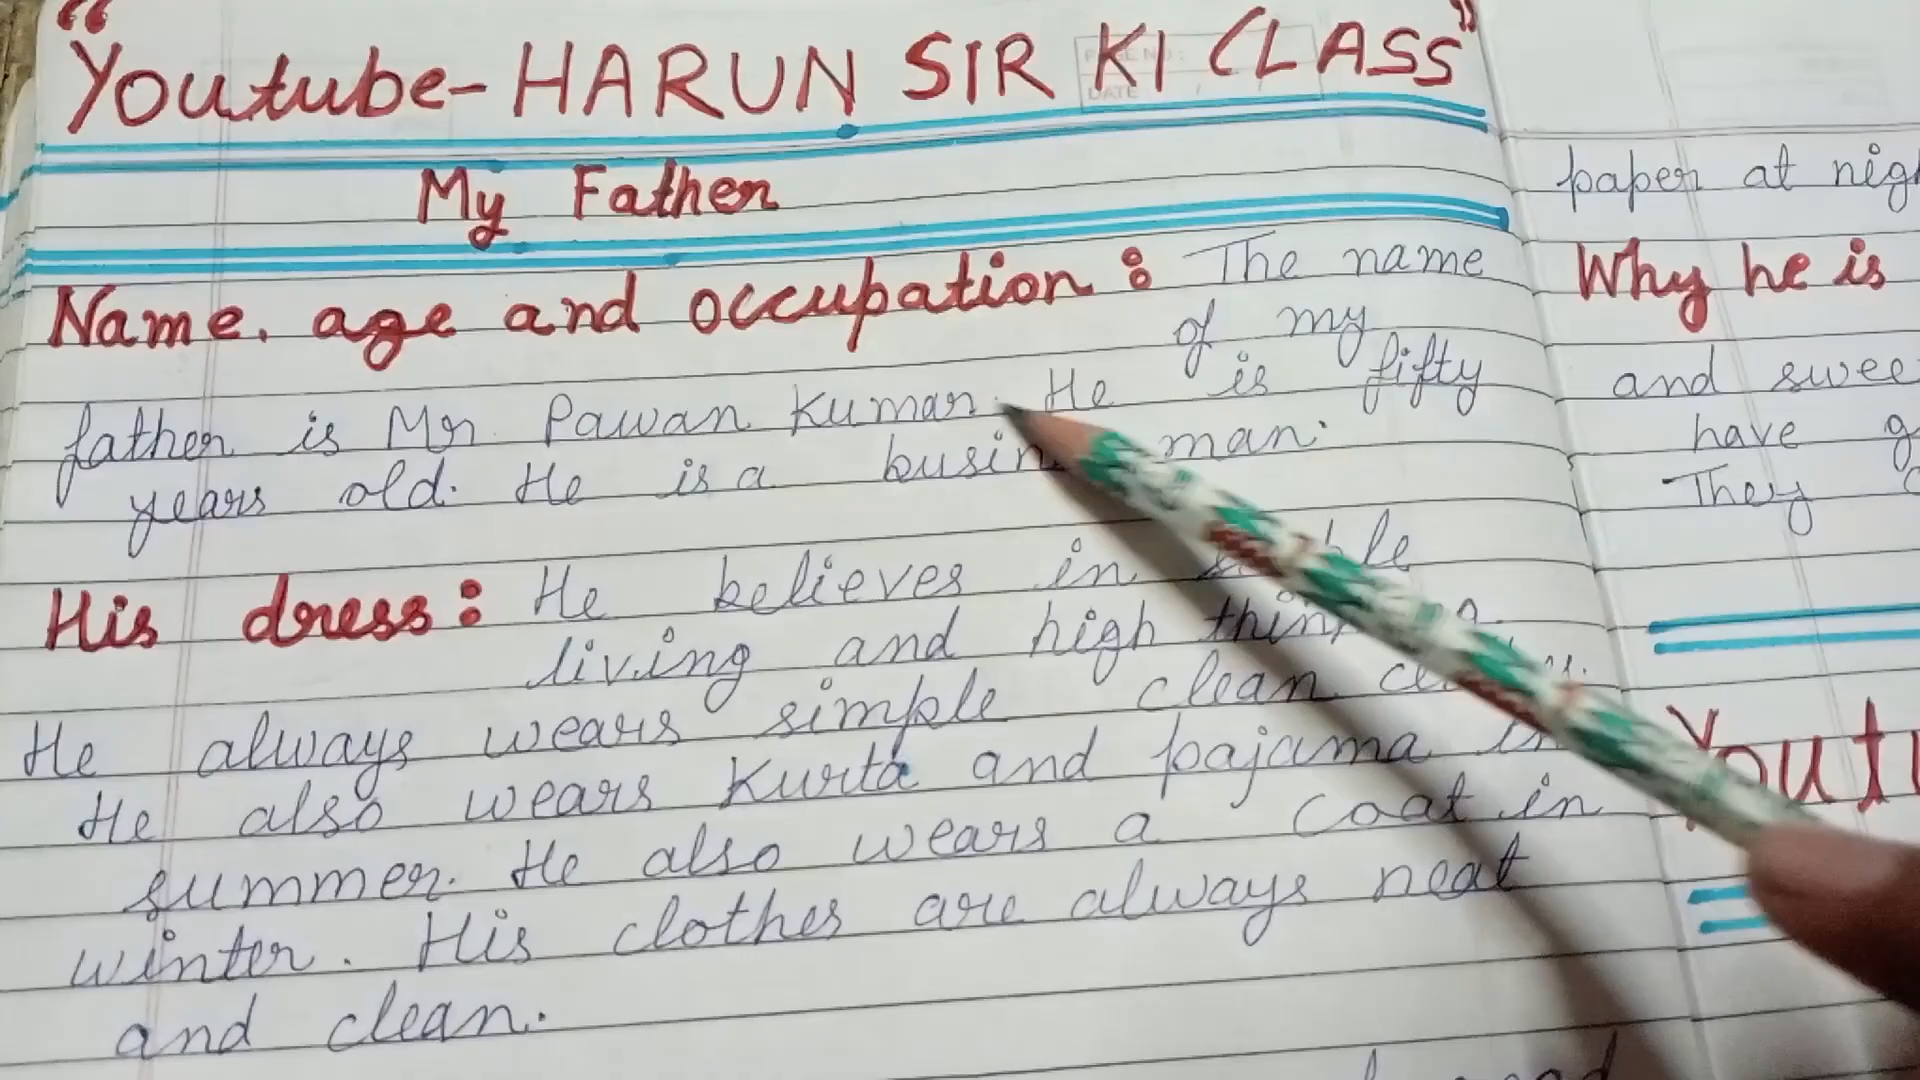 "Youtube- HARUN SIR KI CLASS"
My Father
Name. age and occupation : The name
of my
father is Mr Pawan Kumar. He is fifty
years old. He is a busin man.
His dress : He believes in
living and high
He always wears simple clean
He also wears Kurta and pajama in
summer. He also wears a coat in
winter. His clothes are always neat
and clean.
paper at nigh
Why he is
and swee
have g
They
Yout